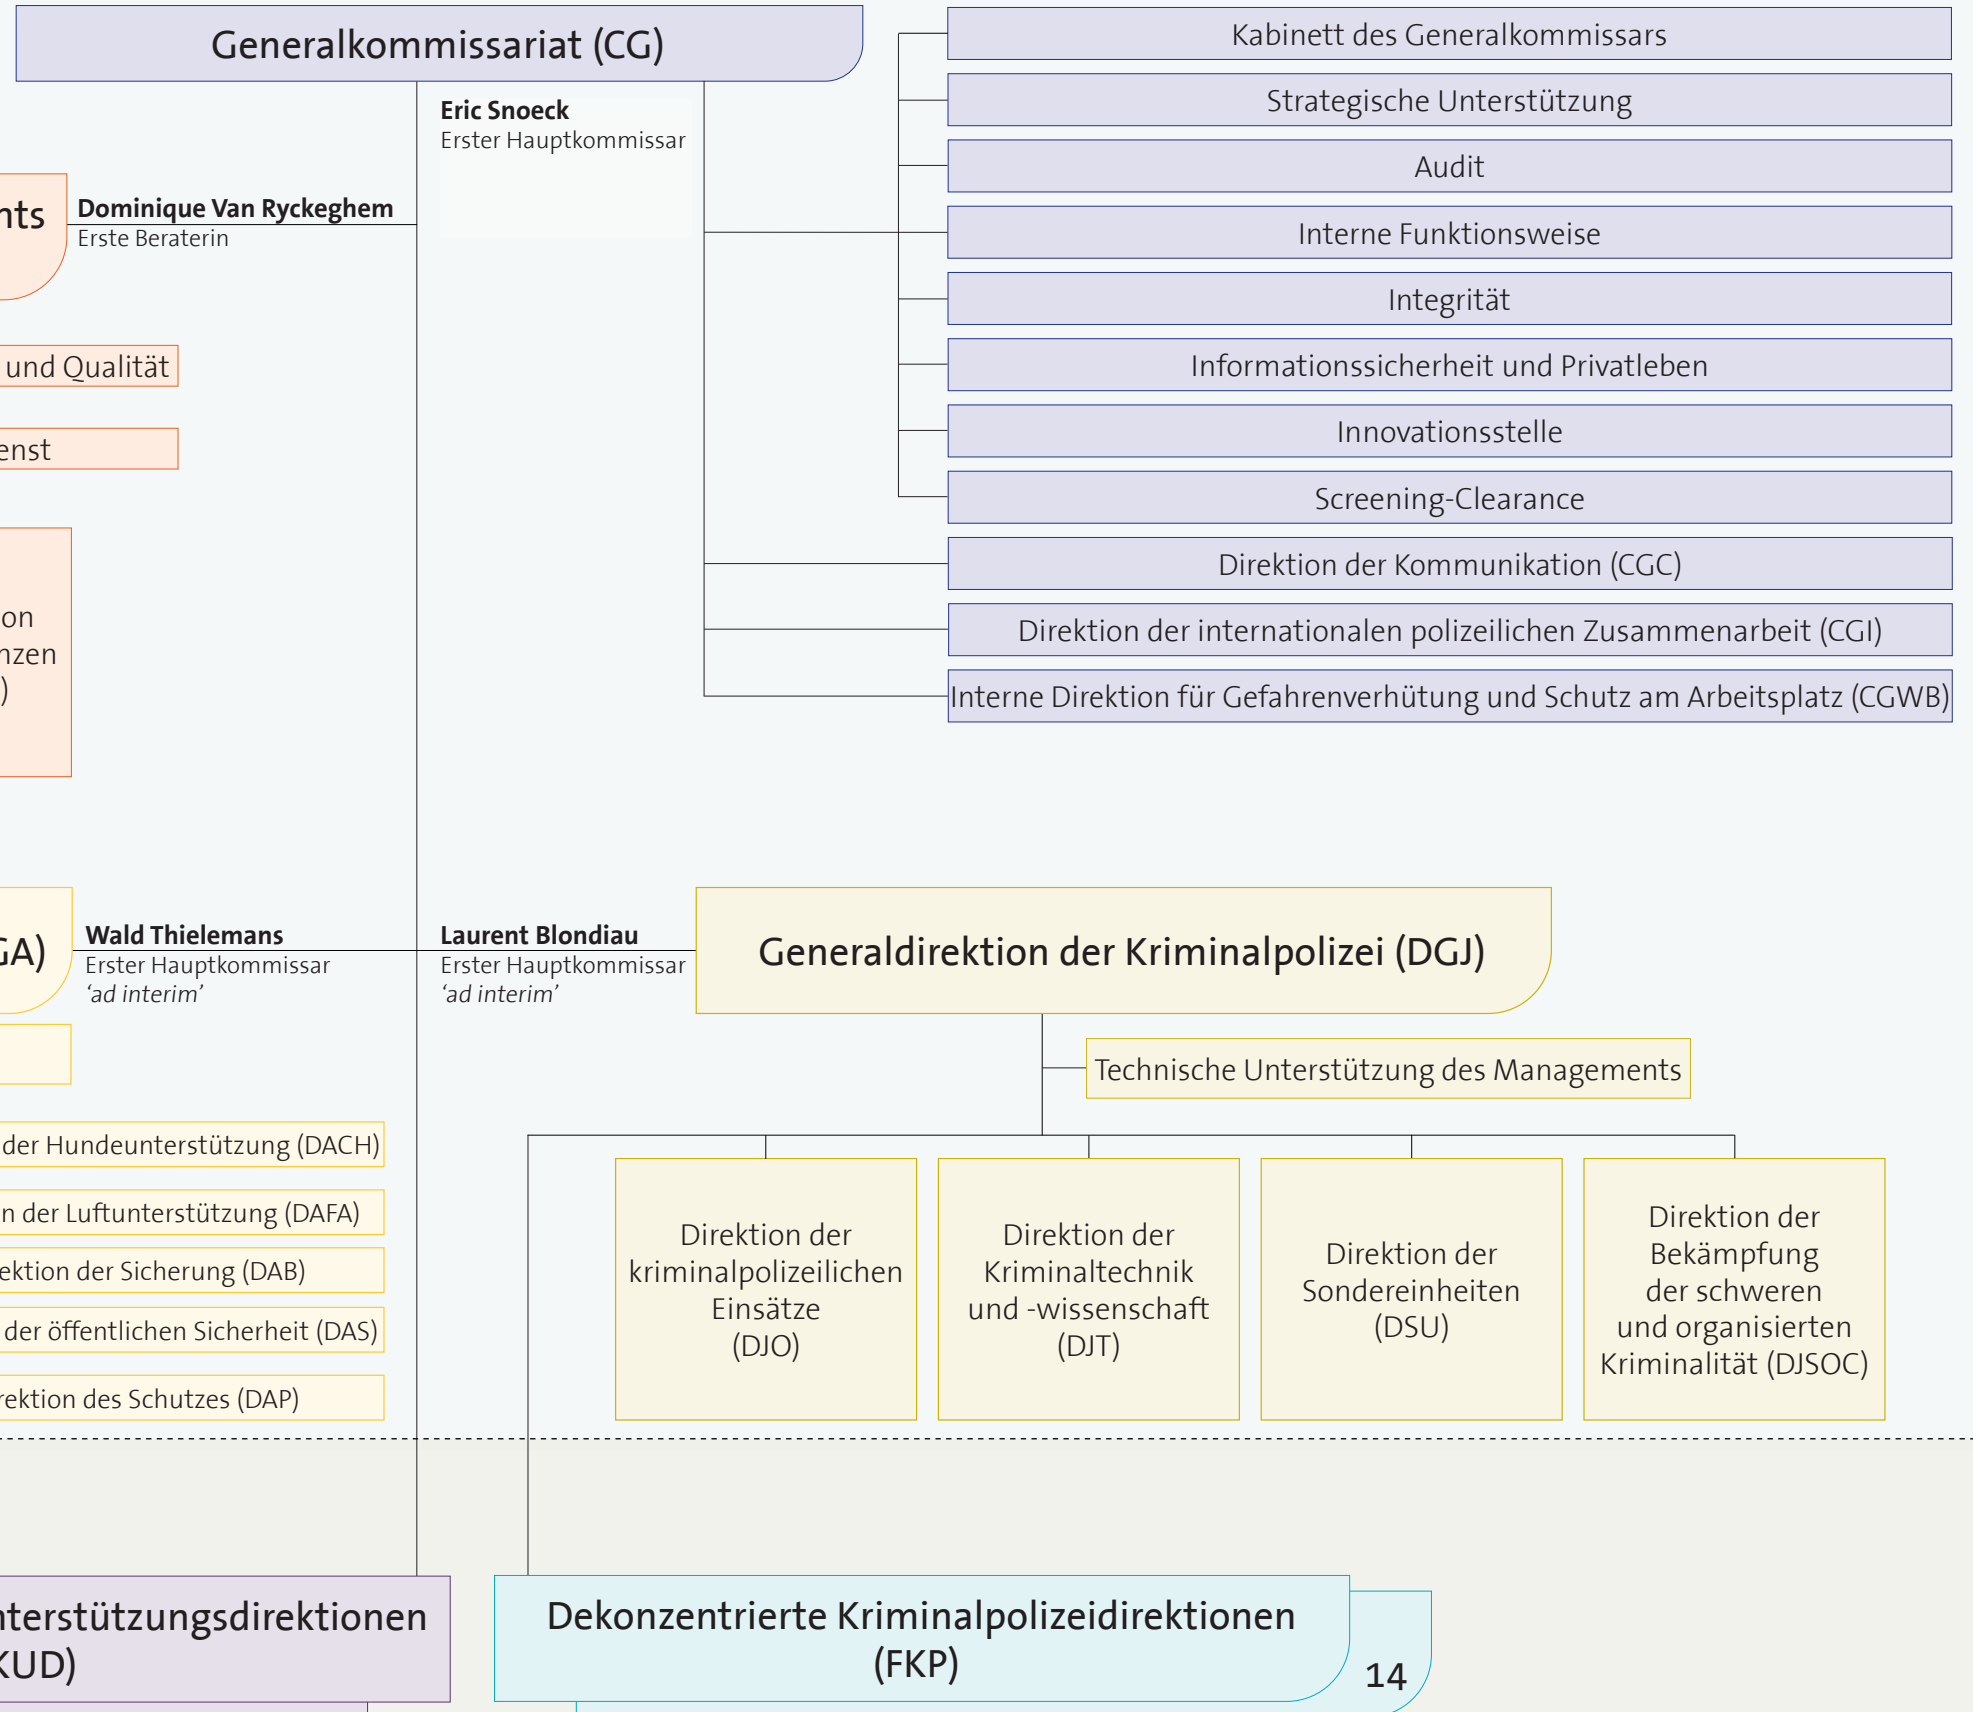 Generalkommissariat (CG)
Eric Snoeck
Erster Hauptkommissar
Kabinett des Generalkommissars
Strategische Unterstützung
Audit
Interne Funktionsweise
Integrität
Informationssicherheit und Privatleben
Innovationsstelle
Screening-Clearance
Direktion der Kommunikation (CGC)
Direktion der internationalen polizeilichen Zusammenarbeit (CGI)
Interne Direktion für Gefahrenverhütung und Schutz am Arbeitsplatz (CGWB)
nts
Dominique Van Ryckeghem
Erste Beraterin
und Qualität
enst
on
nzen
)
GA)
Wald Thielemans
Erster Hauptkommissar
‘ad interim’
Laurent Blondiau
Erster Hauptkommissar
‘ad interim’
Generaldirektion der Kriminalpolizei (DGJ)
Technische Unterstützung des Managements
der Hundeunterstützung (DACH)
n der Luftunterstützung (DAFA)
ektion der Sicherung (DAB)
der öffentlichen Sicherheit (DAS)
rektion des Schutzes (DAP)
Direktion der
kriminalpolizeilichen
Einsätze
(DJO)
Direktion der
Kriminaltechnik
und -wissenschaft
(DJT)
Direktion der
Sondereinheiten
(DSU)
Direktion der
Bekämpfung
der schweren
und organisierten
Kriminalität (DJSOC)
nterstützungsdirektionen
KUD)
Dekonzentrierte Kriminalpolizeidirektionen
(FKP)
14